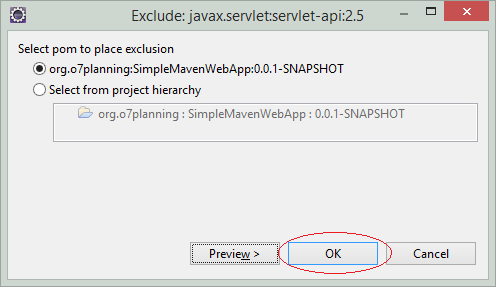 Exclude: javax.servlet:servlet-api:2.5
Select pom to place exclusion
org.o7planning:SimpleMavenWebApp:0.0.1-SNAPSHOT
Select from project hierarchy
org.o7planning : SimpleMavenWebApp : 0.0.1-SNAPSHOT
Preview > OK Cancel